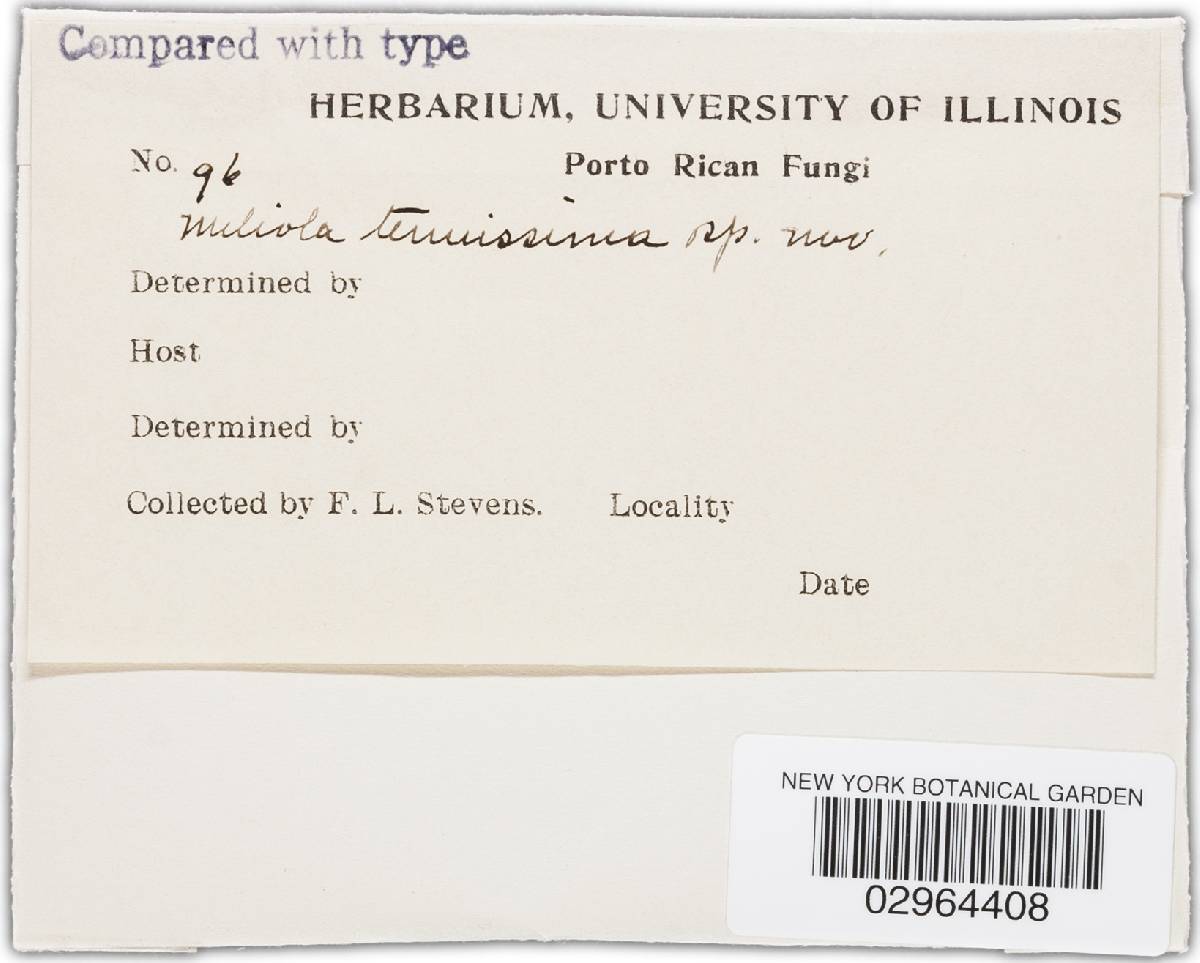 Compared with type
HERBARIUM, UNIVERSITY OF ILLINOIS
No. 96 Porto Rican Fungi
Meliola tenuissima sp. nov.
Determined by
Host
Determined by
Collected by F. L. Stevens. Locality
Date
NEW YORK BOTANICAL GARDEN
02964408